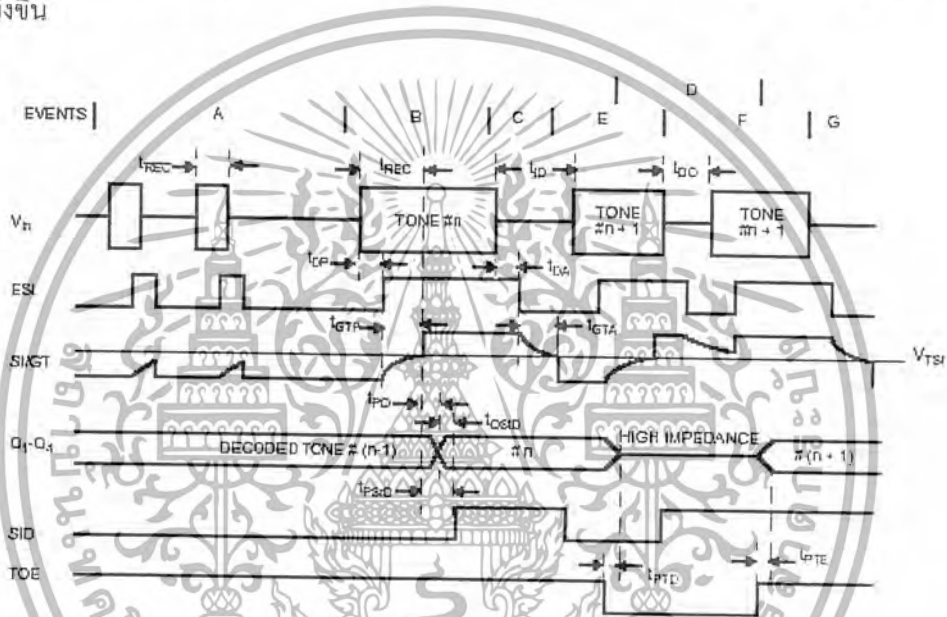 EVENTS
A B C E D F G
tREC tREC tID tDO
Vin
TONE #n
TONE #n + 1
TONE #n + 1
tDP tDA
ESt
tGTP tGTA
St/GT
VTSt
tPD tQStD
Q1-Q4
DECODED TONE # (n-1)
# n
HIGH IMPEDANCE
# (n + 1)
tPStD
StD
tPTD tPTE
TOE